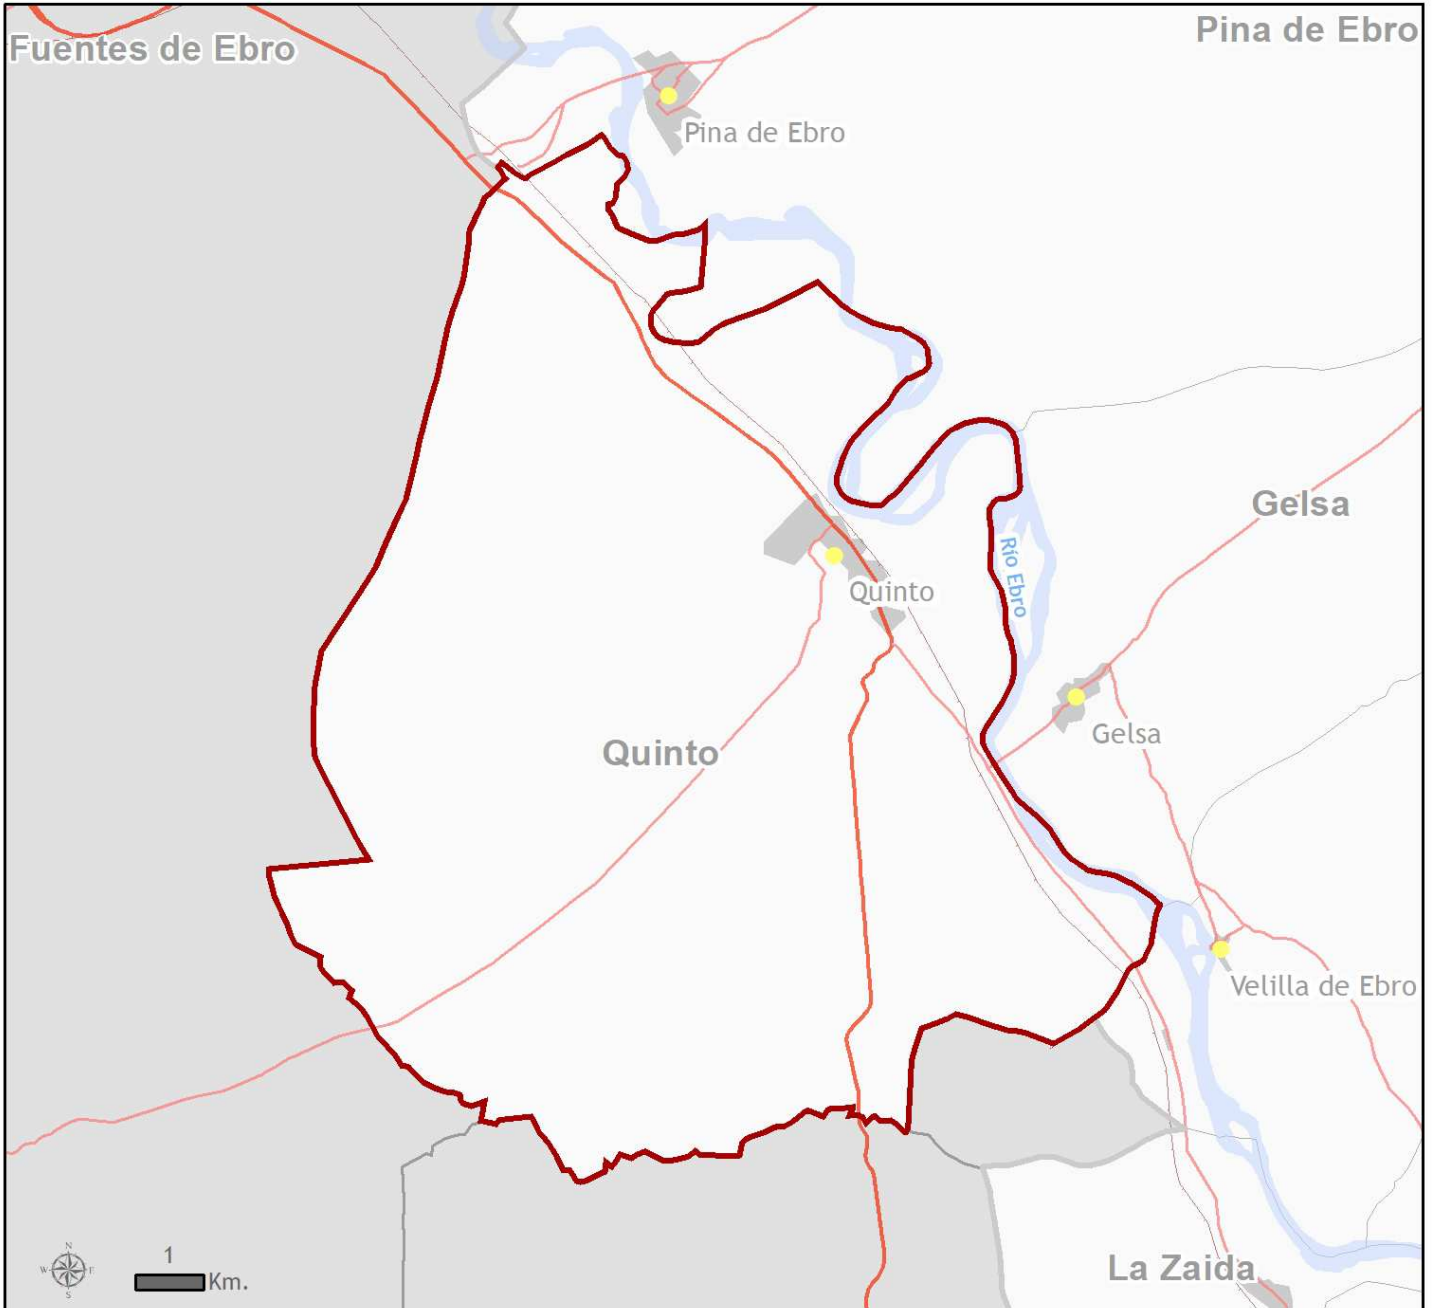 Fuentes de Ebro
Pina de Ebro
Pina de Ebro
Gelsa
Río Ebro
Quinto
Gelsa
Quinto
Velilla de Ebro
La Zaida
N
W E
S
1
Km.